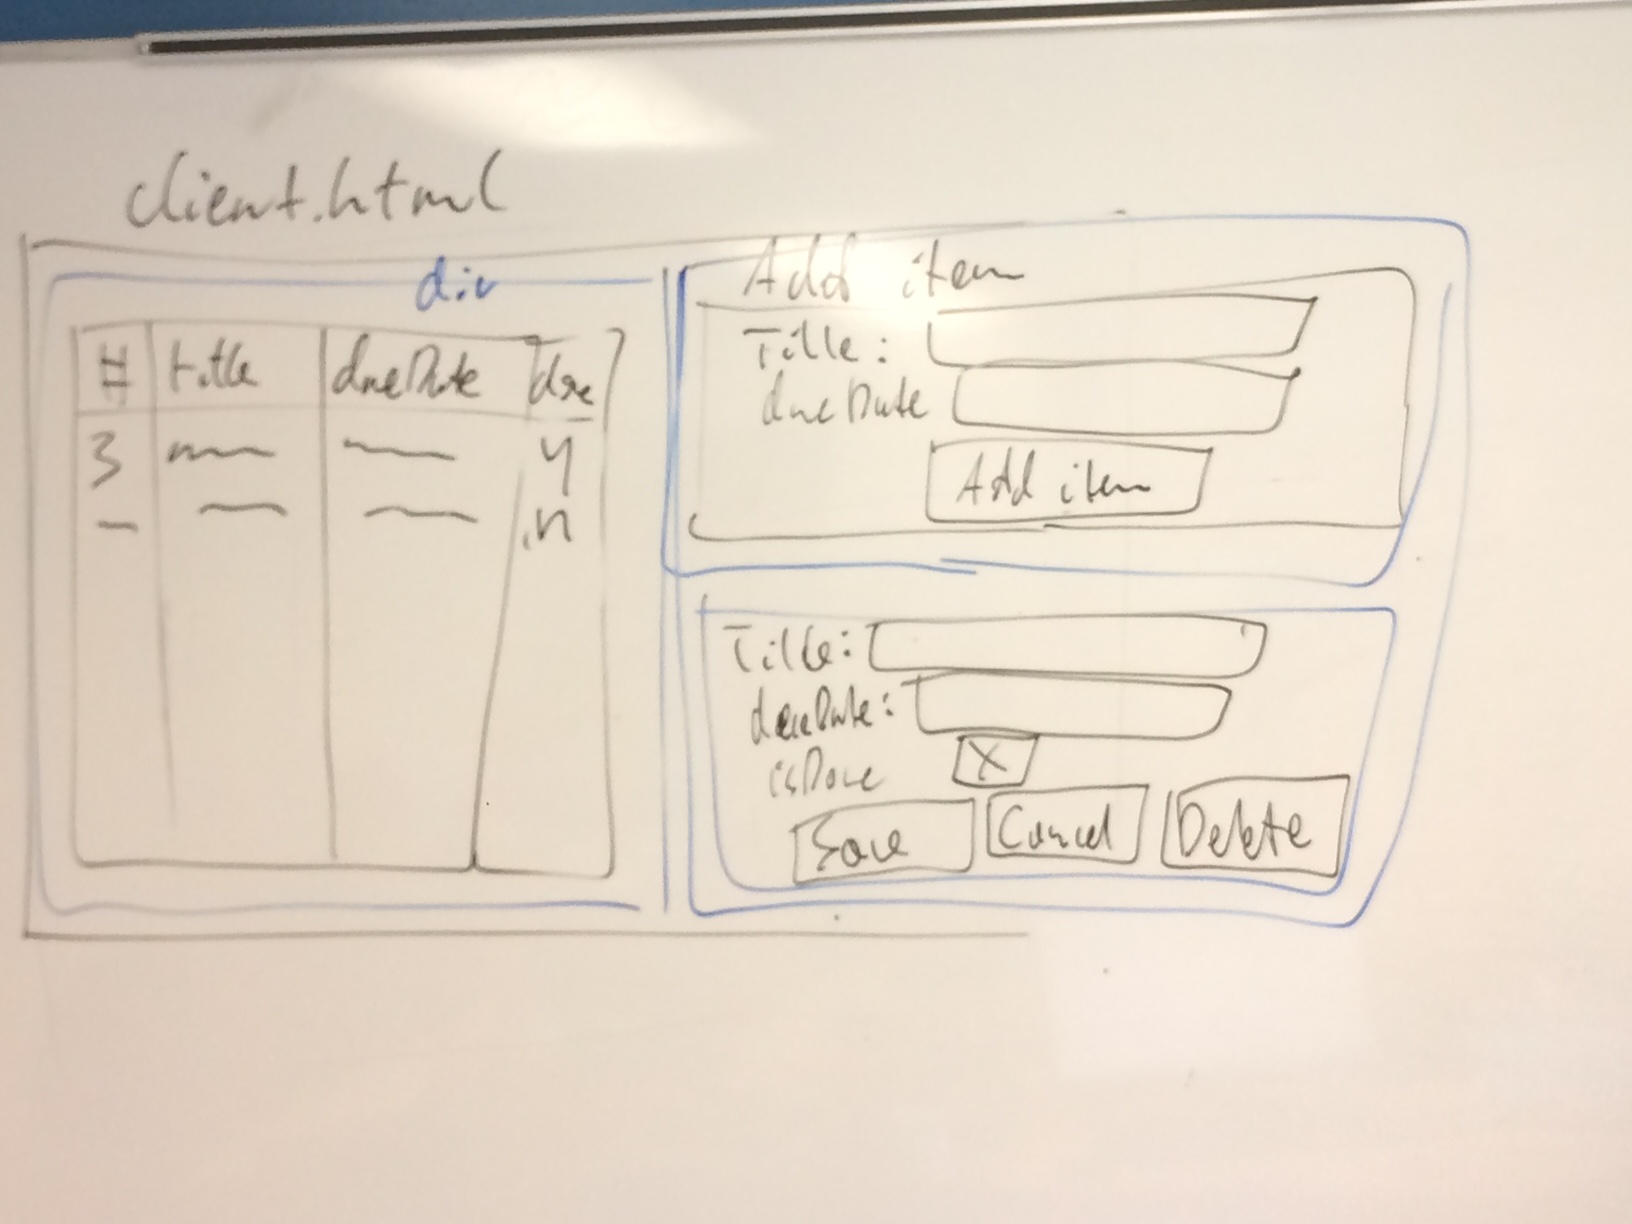 client.html
div
# title dueDate done
3 y
n
Add item
Title:
dueDate
Add item
Title:
dueDate:
isDone X
Save Cancel Delete